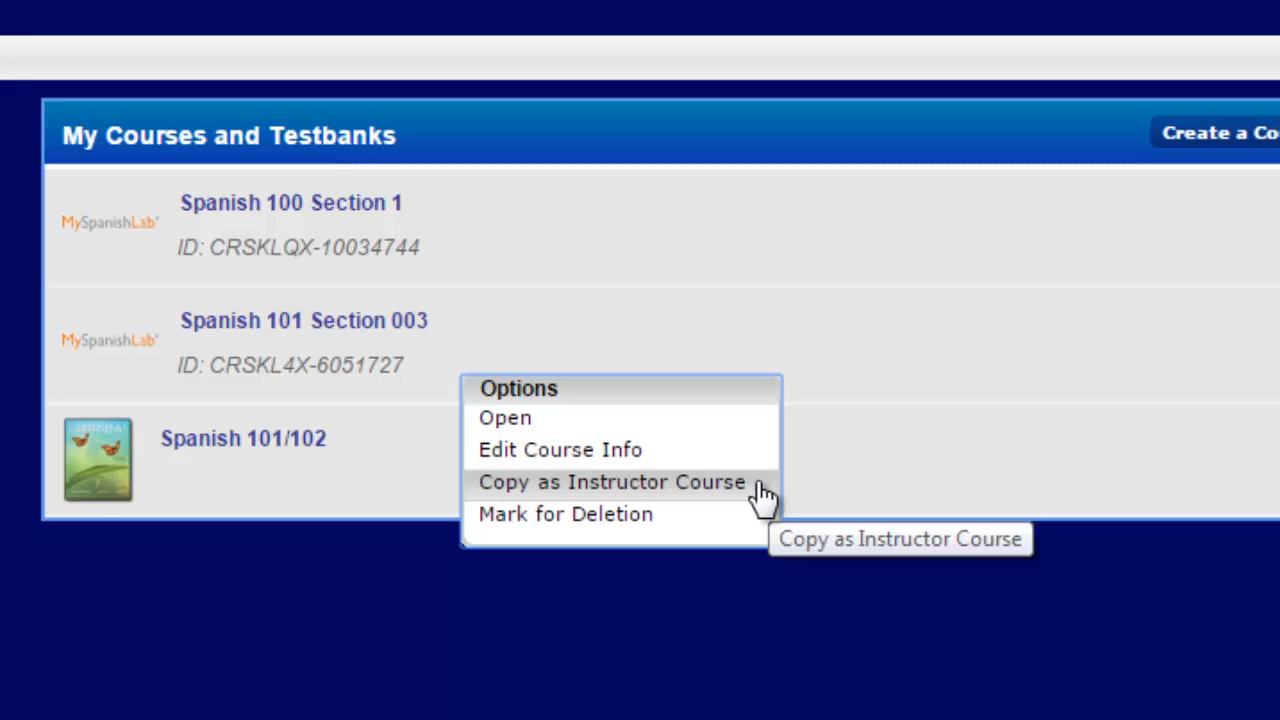 My Courses and Testbanks
Create a Co
MySpanishLab
Spanish 100 Section 1
ID: CRSKLQX-10034744
MySpanishLab
Spanish 101 Section 003
ID: CRSKL4X-6051727
¡ARRIBA!
Spanish 101/102
Options
Open
Edit Course Info
Copy as Instructor Course
Mark for Deletion
Copy as Instructor Course